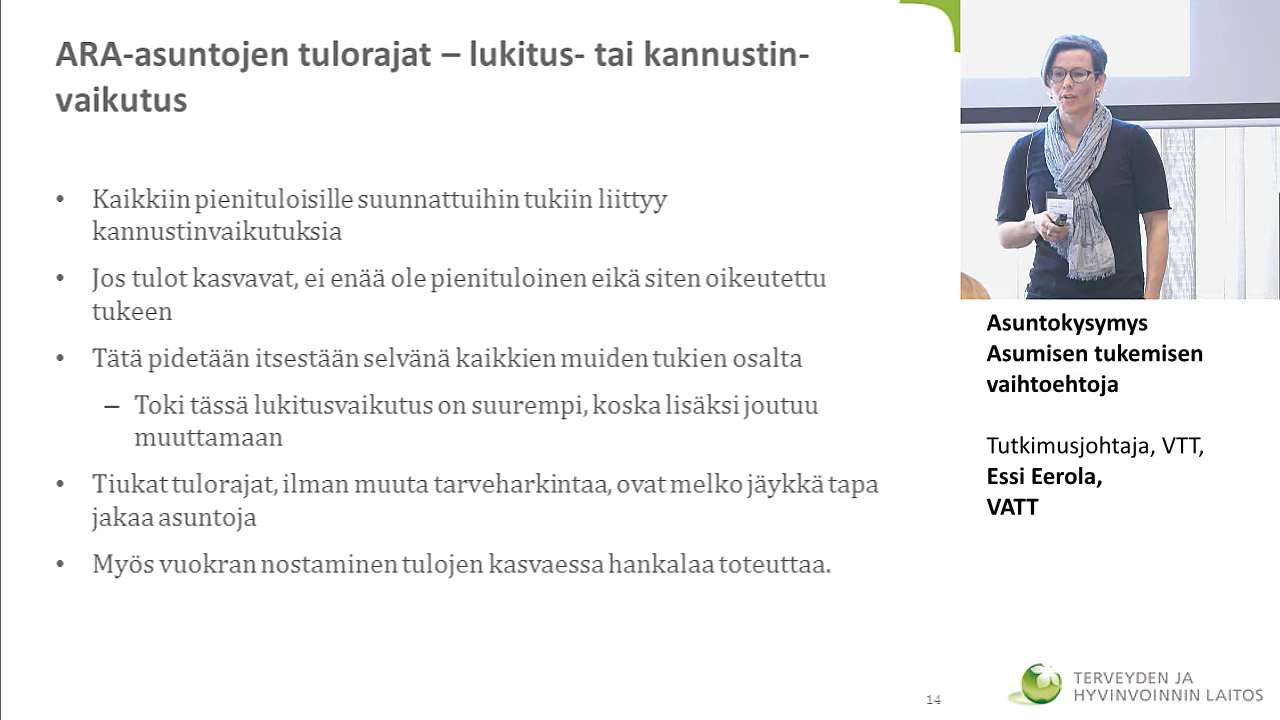 ARA-asuntojen tulorajat – lukitus- tai kannustin-
vaikutus
• Kaikkiin pienituloisille suunnattuihin tukiin liittyy
kannustinvaikutuksia
• Jos tulot kasvavat, ei enää ole pienituloinen eikä siten oikeutettu
tukeen
• Tätä pidetään itsestään selvänä kaikkien muiden tukien osalta
– Toki tässä lukitusvaikutus on suurempi, koska lisäksi joutuu
muuttamaan
• Tiukat tulorajat, ilman muuta tarveharkintaa, ovat melko jäykkä tapa
jakaa asuntoja
• Myös vuokran nostaminen tulojen kasvaessa hankalaa toteuttaa.
14
Asuntokysymys
Asumisen tukemisen
vaihtoehtoja
Tutkimusjohtaja, VTT,
Essi Eerola,
VATT
TERVEYDEN JA
HYVINVOINNIN LAITOS